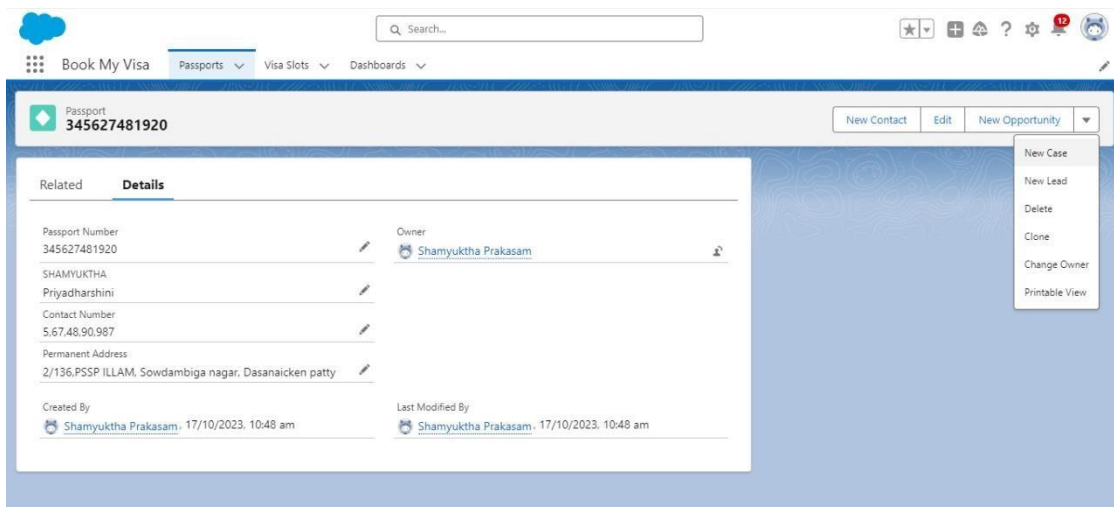 Search...
12
Book My Visa Passports Visa Slots Dashboards
Passport
345627481920
New Contact Edit New Opportunity
New Case
New Lead
Delete
Clone
Change Owner
Printable View
Related Details
Passport Number
345627481920
Owner
Shamyuktha Prakasam
SHAMYUKTHA
Priyadharshini
Contact Number
5,67,48,90,987
Permanent Address
2/136,PSSP ILLAM, Sowdambiga nagar, Dasanaicken patty
Created By
Shamyuktha Prakasam, 17/10/2023, 10:48 am
Last Modified By
Shamyuktha Prakasam, 17/10/2023, 10:48 am